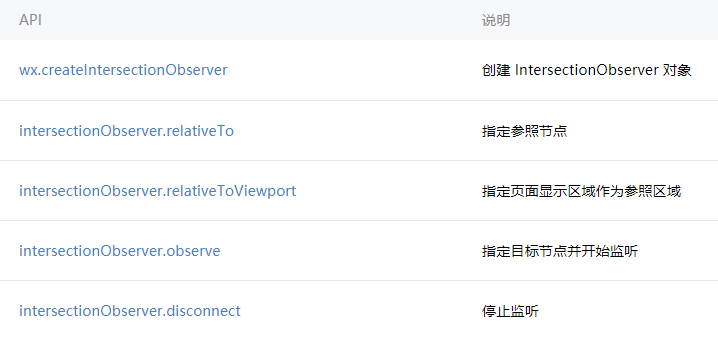 API 说明
wx.createIntersectionObserver 创建 IntersectionObserver 对象
intersectionObserver.relativeTo 指定参照节点
intersectionObserver.relativeToViewport 指定页面显示区域作为参照区域
intersectionObserver.observe 指定目标节点并开始监听
intersectionObserver.disconnect 停止监听